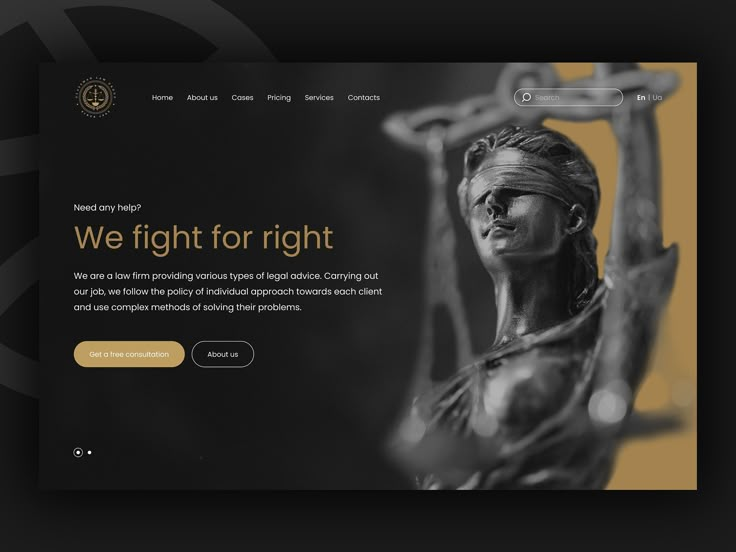 Home About us Cases Pricing Services Contacts
Search
En | Ua
Need any help?
We fight for right
We are a law firm providing various types of legal advice. Carrying out
our job, we follow the policy of individual approach towards each client
and use complex methods of solving their problems.
Get a free consultation
About us